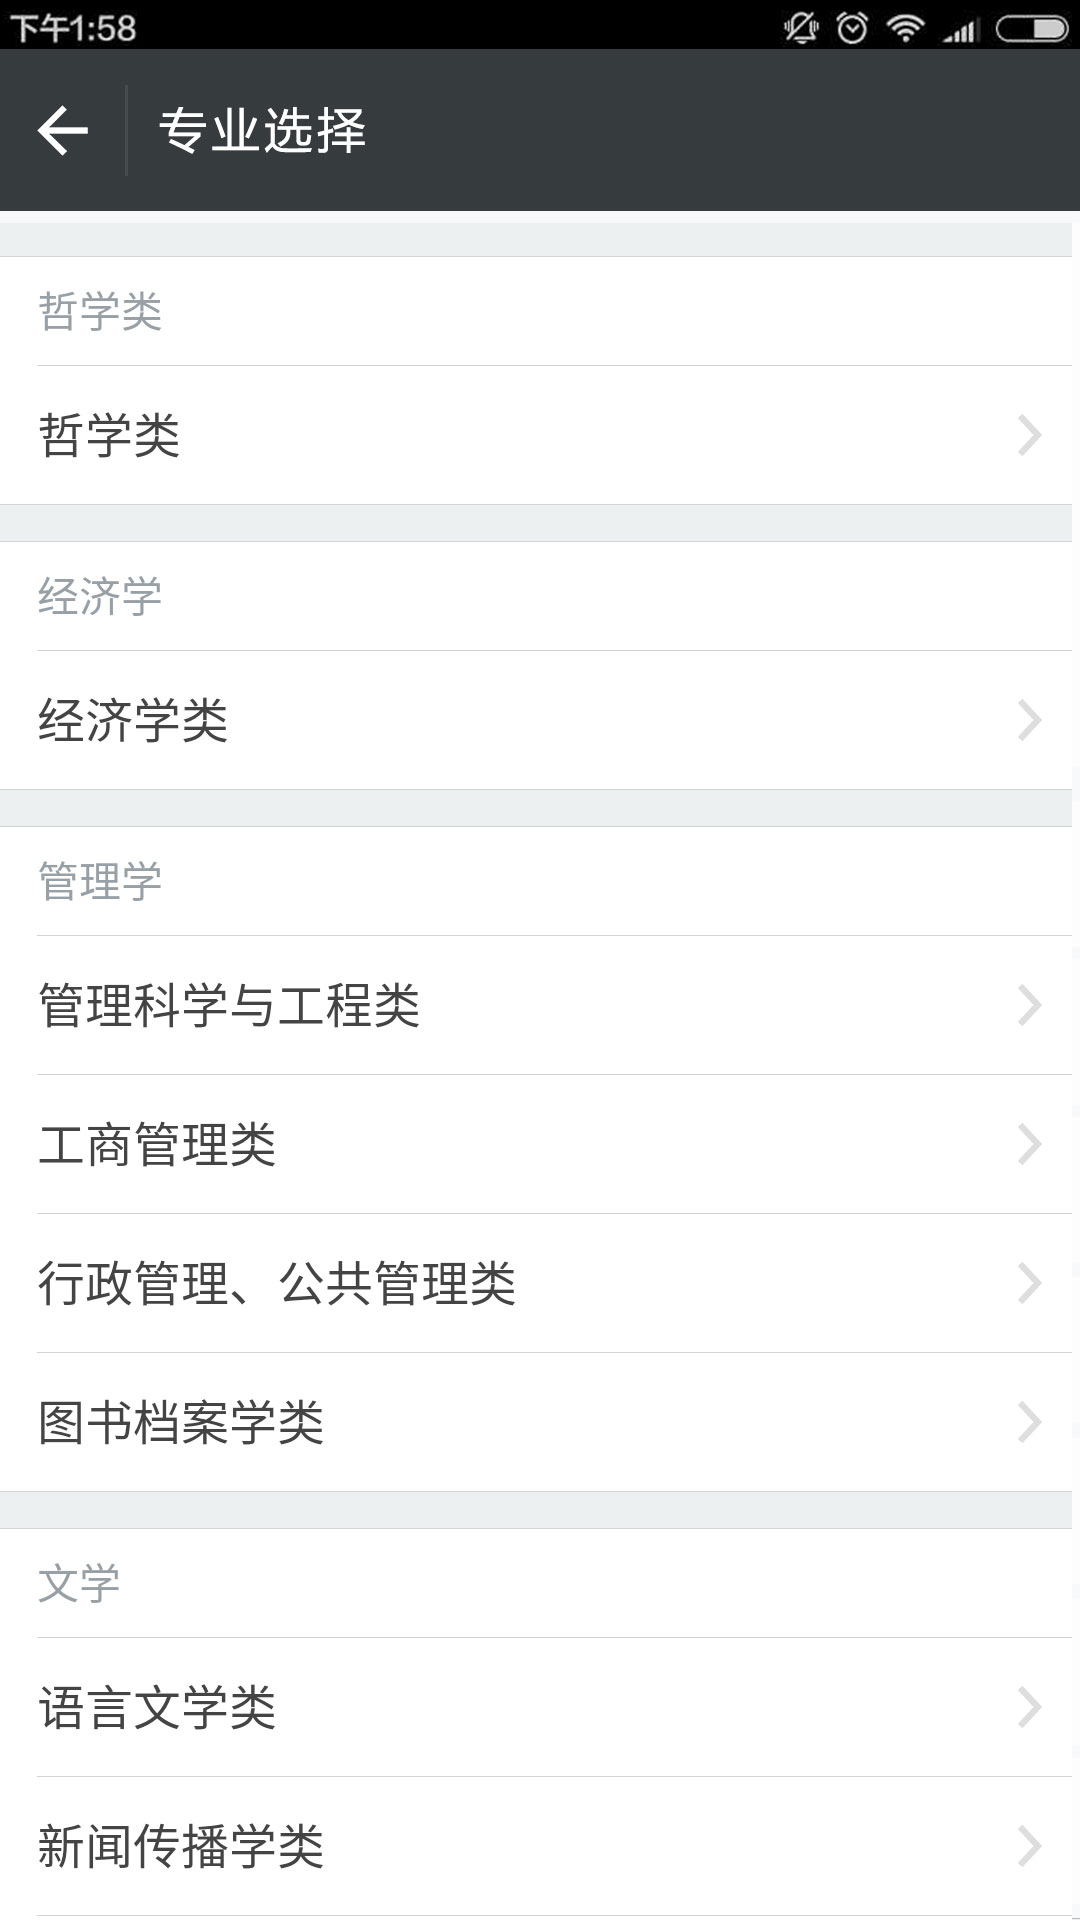 下午1:58
专业选择
哲学类
哲学类
经济学
经济学类
管理学
管理科学与工程类
工商管理类
行政管理、公共管理类
图书档案学类
文学
语言文学类
新闻传播学类